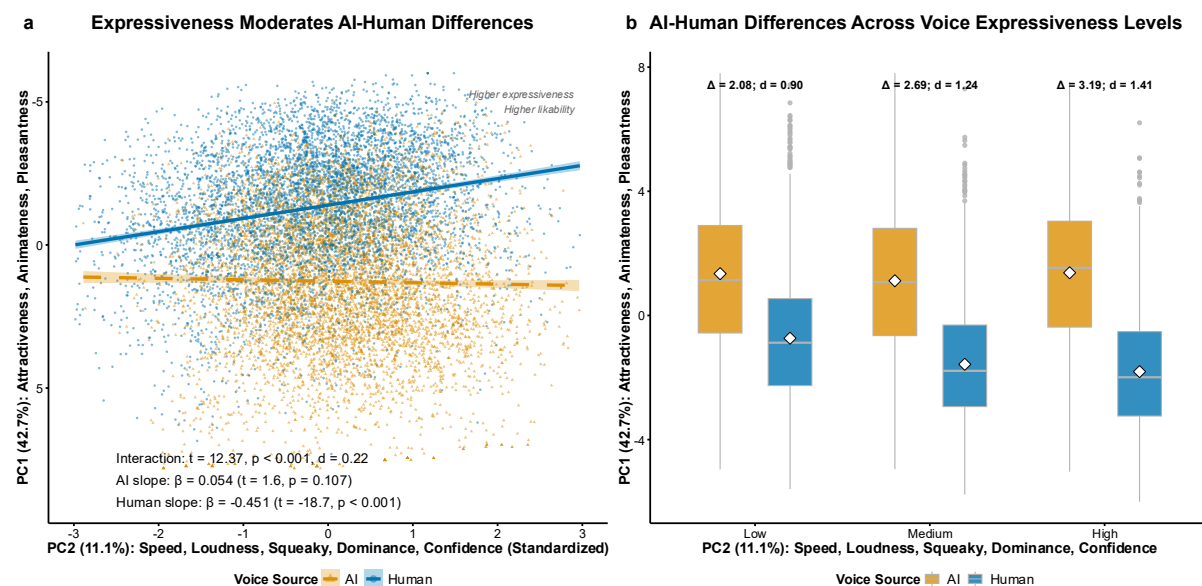 a
Expressiveness Moderates AI-Human Differences
PC1 (42.7%): Attractiveness, Animateness, Pleasantness
-5
0
5
Higher expressiveness
Higher likability
Interaction: t = 12.37, p < 0.001, d = 0.22
AI slope: β = 0.054 (t = 1.6, p = 0.107)
Human slope: β = -0.451 (t = -18.7, p < 0.001)
-3 -2 -1 0 1 2 3
PC2 (11.1%): Speed, Loudness, Squeaky, Dominance, Confidence (Standardized)
Voice Source AI Human
b
AI-Human Differences Across Voice Expressiveness Levels
PC1 (42.7%): Attractiveness, Animateness, Pleasantness
8
4
0
-4
Δ = 2.08; d = 0.90
Δ = 2.69; d = 1.24
Δ = 3.19; d = 1.41
Low Medium High
PC2 (11.1%): Speed, Loudness, Squeaky, Dominance, Confidence
Voice Source AI Human